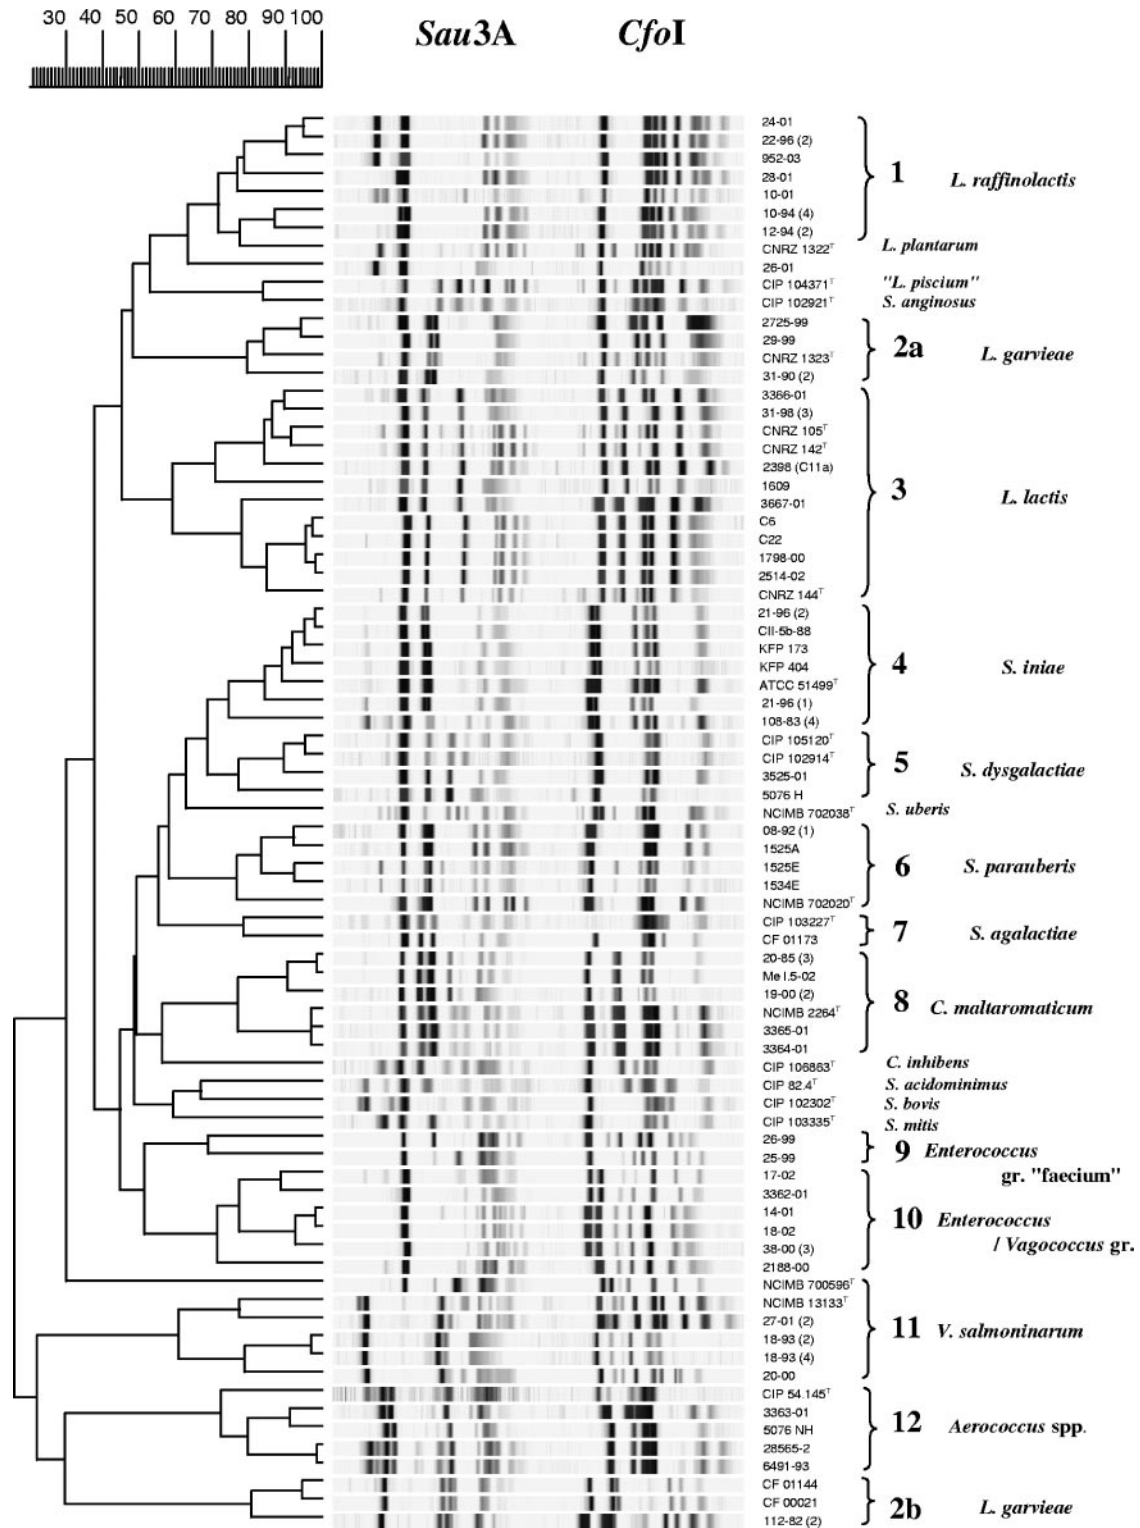 30 40 50 60 70 80 90 100
Sau3A CfoI
24-01
22-96 (2)
952-03
28-01
10-01
10-94 (4)
12-94 (2)
1 L. raffinolactis
CNRZ 1322T L. plantarum
26-01
CIP 104371T "L. piscium"
CIP 102921T S. anginosus
2725-99
29-99
CNRZ 1323T
31-90 (2)
2a L. garvieae
3366-01
31-98 (3)
CNRZ 105T
CNRZ 142T
2398 (C11a)
1609
3667-01
C6
C22
1798-00
2514-02
CNRZ 144T
3 L. lactis
21-96 (2)
CII-5b-88
KFP 173
KFP 404
ATCC 51499T
21-96 (1)
108-83 (4)
4 S. iniae
CIP 105120T
CIP 102914T
3525-01
5076 H
5 S. dysgalactiae
NCIMB 702038T S. uberis
08-92 (1)
1525A
1525E
1534E
NCIMB 702020T
6 S. parauberis
CIP 103227T
CF 01173
7 S. agalactiae
20-85 (3)
Me I.5-02
19-00 (2)
NCIMB 2264T
3365-01
3364-01
8 C. maltaromaticum
CIP 106863T C. inhibens
CIP 82.4T S. acidominimus
CIP 102302T S. bovis
CIP 103335T S. mitis
26-99
25-99
9 Enterococcus
gr. "faecium"
17-02
3362-01
14-01
18-02
38-00 (3)
2188-00
10 Enterococcus
/ Vagococcus gr.
NCIMB 700596T
NCIMB 13133T
27-01 (2)
18-93 (2)
18-93 (4)
20-00
11 V. salmoninarum
CIP 54.145T
3363-01
5076 NH
28565-2
6491-93
12 Aerococcus spp.
CF 01144
CF 00021
112-82 (2)
2b L. garvieae